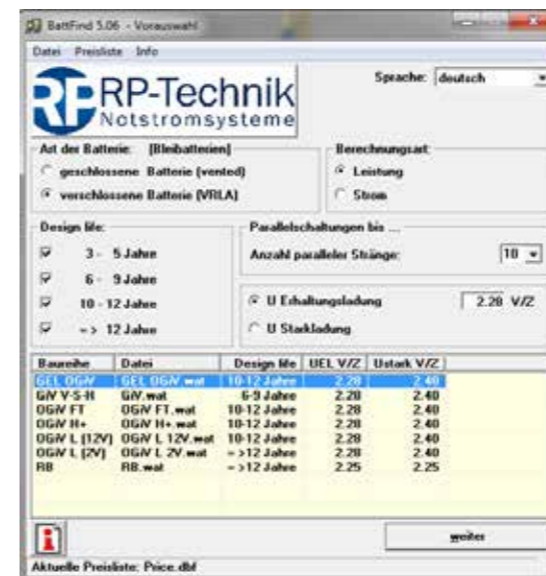 BattFind 5.06 - Vorauswahl
Datei Preisliste Info
RP RP-Technik
Notstromsysteme
Sprache: deutsch
Art der Batterie: [Bleibatterien]
geschlossene Batterie (vented)
verschlossene Batterie (VRLA)
Berechnungsart:
Leistung
Strom
Design life:
3 - 5 Jahre
6 - 9 Jahre
10 - 12 Jahre
=> 12 Jahre
Parallelschaltungen bis ...
Anzahl paralleler Stränge: 10
U Erhaltungsladung 2.28 V/Z
U Starkladung
Baureihe Datei Design life UEL V/Z Ustark V/Z
GEL OGiV GEL OGiV.wat 10-12 Jahre 2.28 2.40
GiV V-S-H GiV.wat 6-9 Jahre 2.28 2.40
OGiV FT OGiV FT.wat 10-12 Jahre 2.28 2.40
OGiV H+ OGiV H+.wat 10-12 Jahre 2.28 2.40
OGiV L (12V) OGiV L 12V.wat 10-12 Jahre 2.28 2.40
OGiV L (2V) OGiV L 2V.wat =>12 Jahre 2.28 2.40
RB RB.wat =>12 Jahre 2.25 2.25
i
weiter
Aktuelle Preisliste: Price.dbf